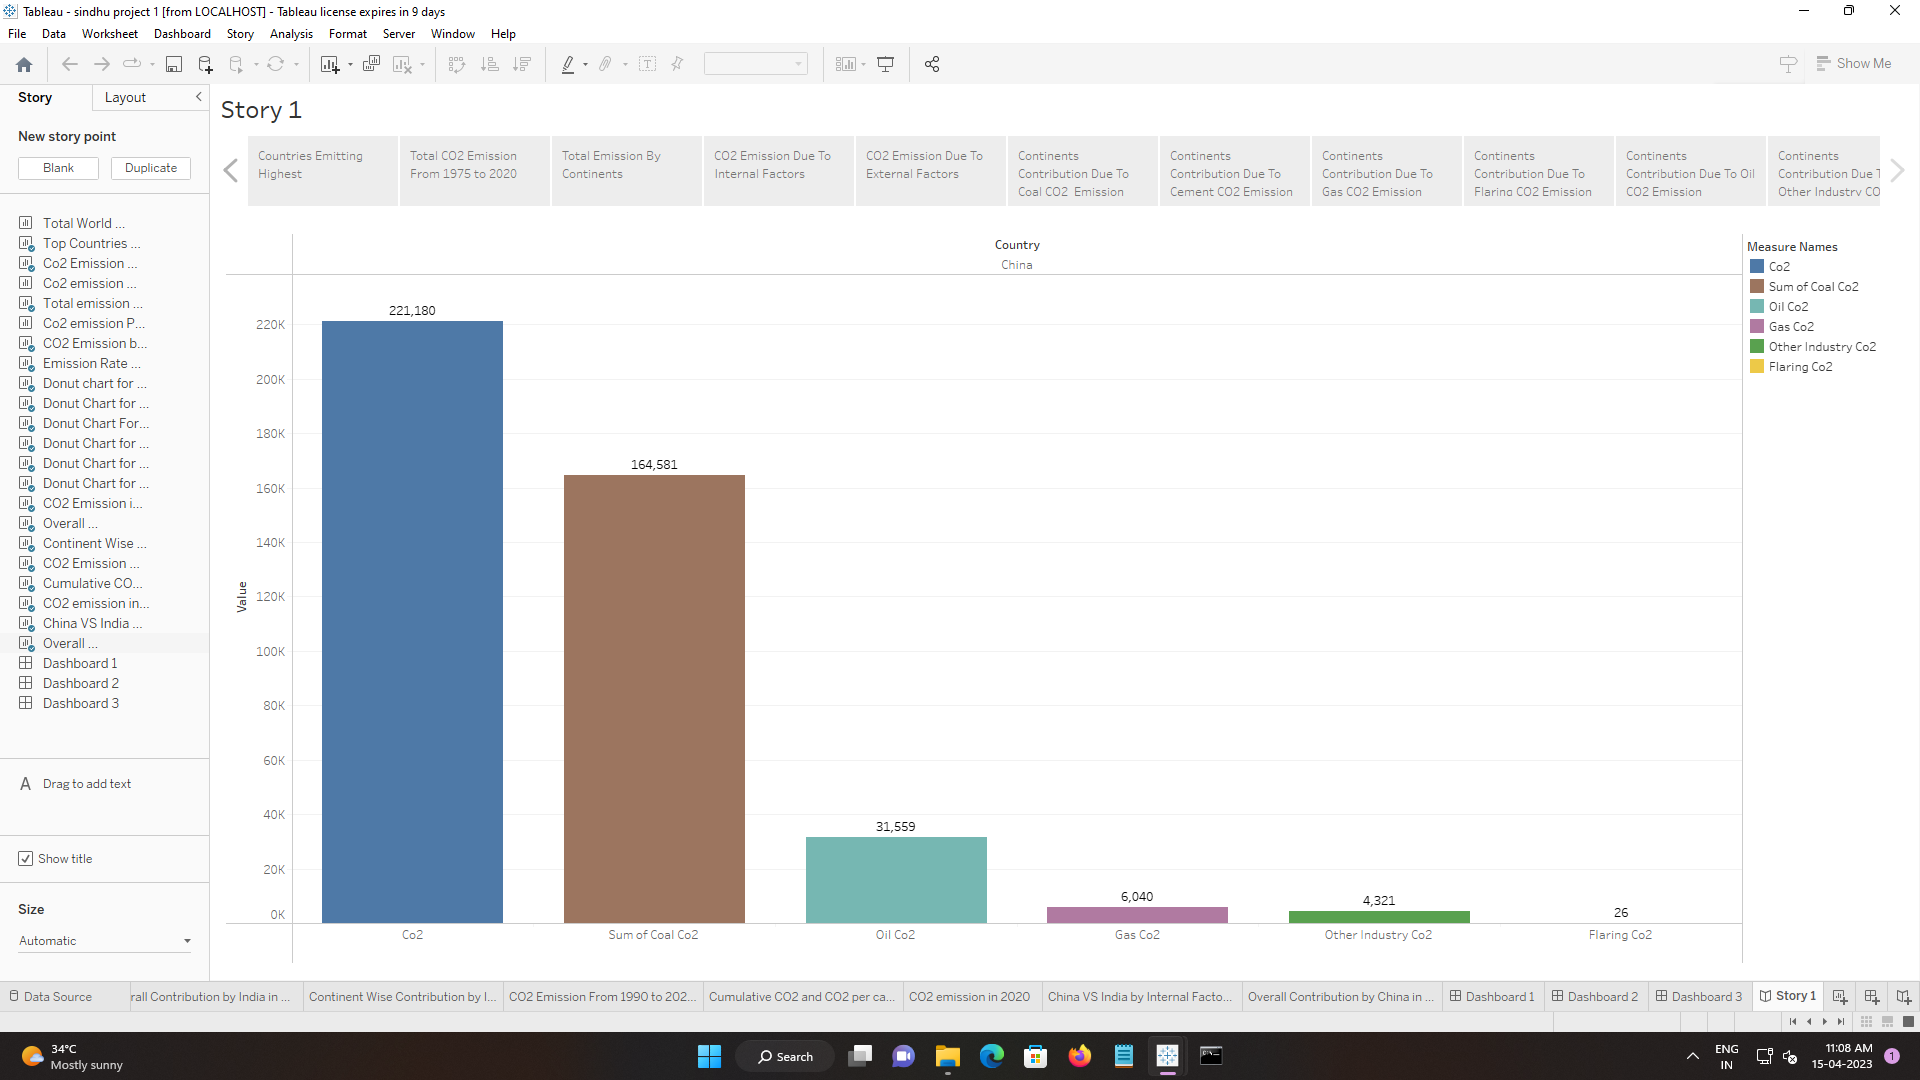 Tableau - sindhu project 1 [from LOCALHOST] - Tableau license expires in 9 days
File Data Worksheet Dashboard Story Analysis Format Server Window Help
Show Me
Story Layout
New story point
Blank Duplicate
Total World ...
Top Countries ...
Co2 Emission ...
Co2 emission ...
Total emission ...
Co2 emission P...
CO2 Emission b...
Emission Rate ...
Donut chart for ...
Donut Chart for ...
Donut Chart For...
Donut Chart for ...
Donut Chart for ...
Donut Chart for ...
CO2 Emission i...
Overall ...
Continent Wise ...
CO2 Emission ...
Cumulative CO...
CO2 emission in...
China VS India ...
Overall ...
Dashboard 1
Dashboard 2
Dashboard 3
A Drag to add text
Show title
Size
Automatic
Story 1
Countries Emitting
Highest
Total CO2 Emission
From 1975 to 2020
Total Emission By
Continents
CO2 Emission Due To
Internal Factors
CO2 Emission Due To
External Factors
Continents
Contribution Due To
Coal CO2 Emission
Continents
Contribution Due To
Cement CO2 Emission
Continents
Contribution Due To
Gas CO2 Emission
Continents
Contribution Due To
Flaring CO2 Emission
Continents
Contribution Due To Oil
CO2 Emission
Continents
Contribution Due T
Other Industry CO
Country
China
Value
220K
200K
180K
160K
140K
120K
100K
80K
60K
40K
20K
0K
221,180
164,581
31,559
6,040
4,321
26
Co2
Sum of Coal Co2
Oil Co2
Gas Co2
Other Industry Co2
Flaring Co2
Measure Names
Co2
Sum of Coal Co2
Oil Co2
Gas Co2
Other Industry Co2
Flaring Co2
Data Source
rall Contribution by India in ...
Continent Wise Contribution by I...
CO2 Emission From 1990 to 202...
Cumulative CO2 and CO2 per ca...
CO2 emission in 2020
China VS India by Internal Facto...
Overall Contribution by China in ...
Dashboard 1
Dashboard 2
Dashboard 3
Story 1
34°C
Mostly sunny
Search
ENG
IN
11:08 AM
15-04-2023
1